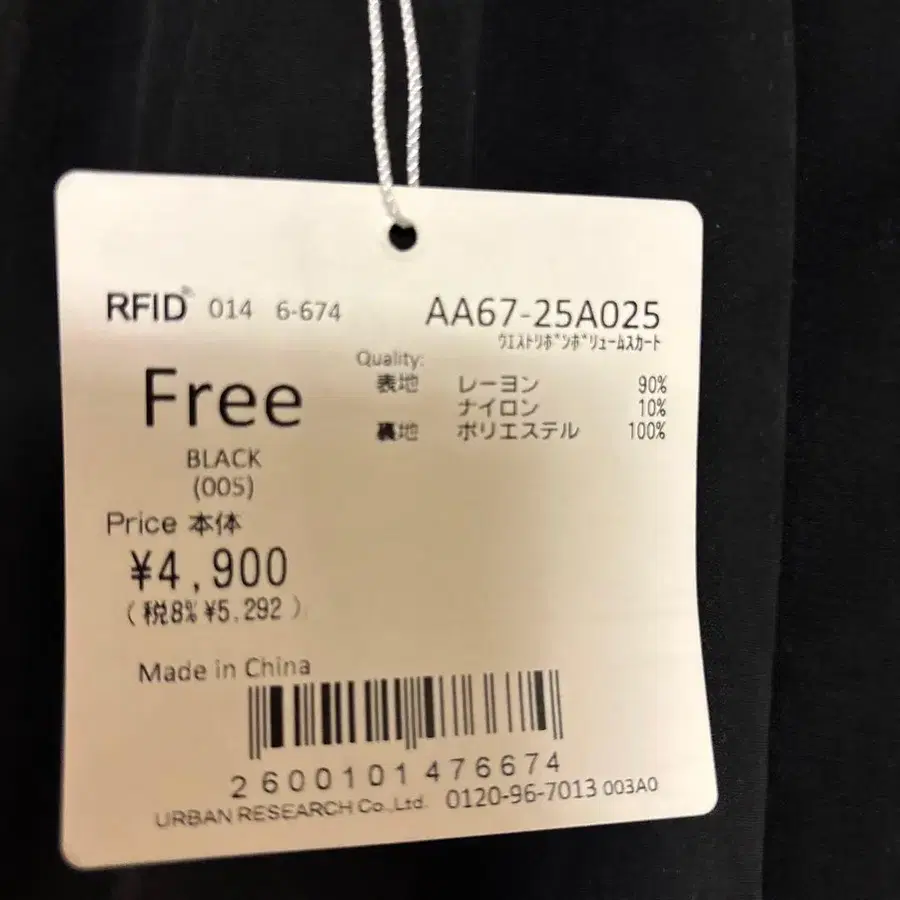 RFID® 014 6-674
AA67-25A025
ウエストリボンボリュームスカート
Free
BLACK
(005)
Quality:
表地 レーヨン 90%
ナイロン 10%
裏地 ポリエステル 100%
Price 本体
¥4,900
(税8% ¥5,292)
Made in China
2600101476674
URBAN RESEARCH Co.,Ltd. 0120-96-7013 003A0